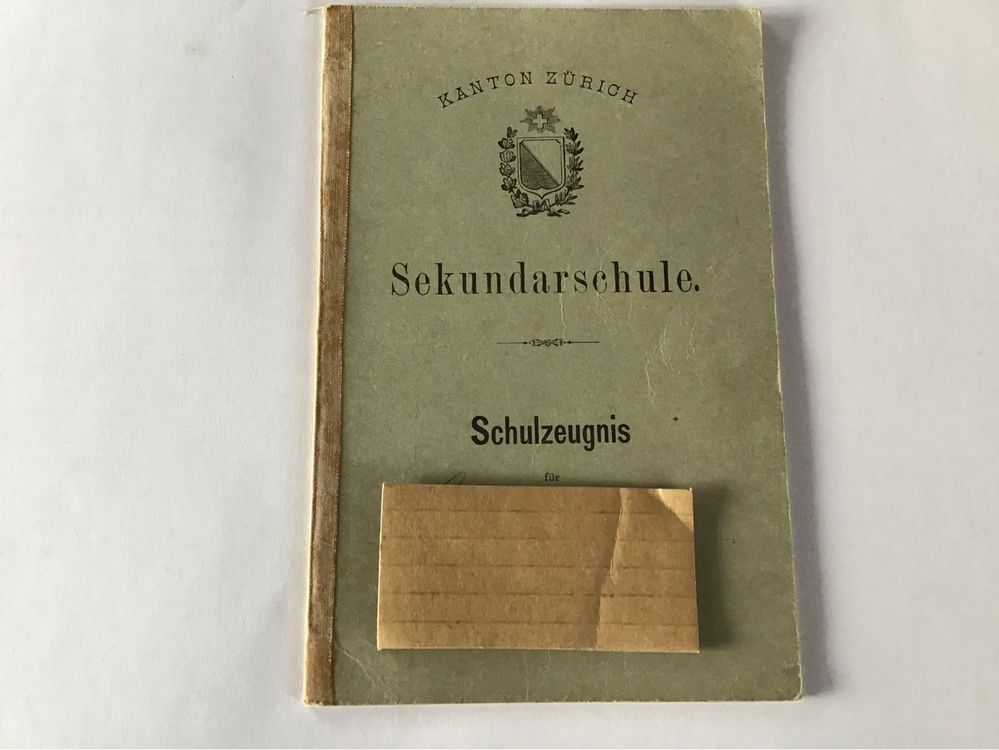 KANTON ZÜRICH
Sekundarschule.
Schulzeugnis
für